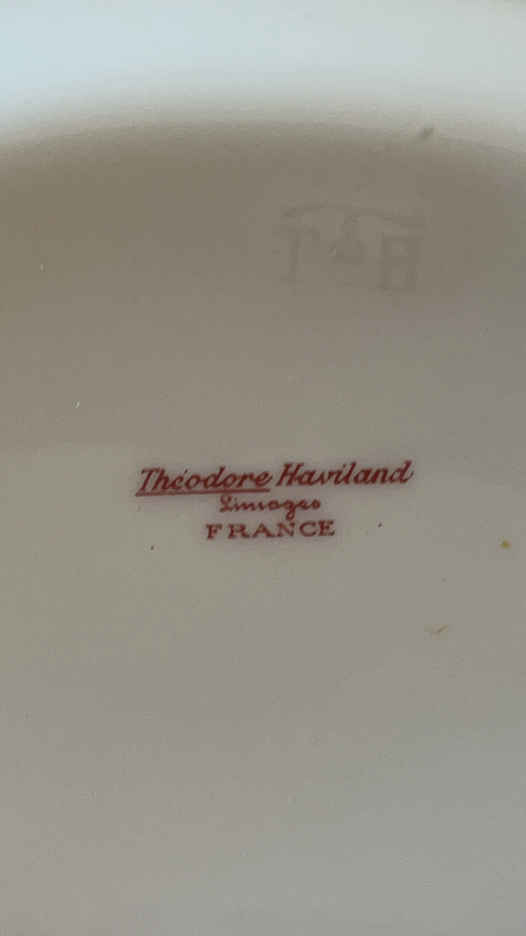 Théodore Haviland
Limoges
FRANCE